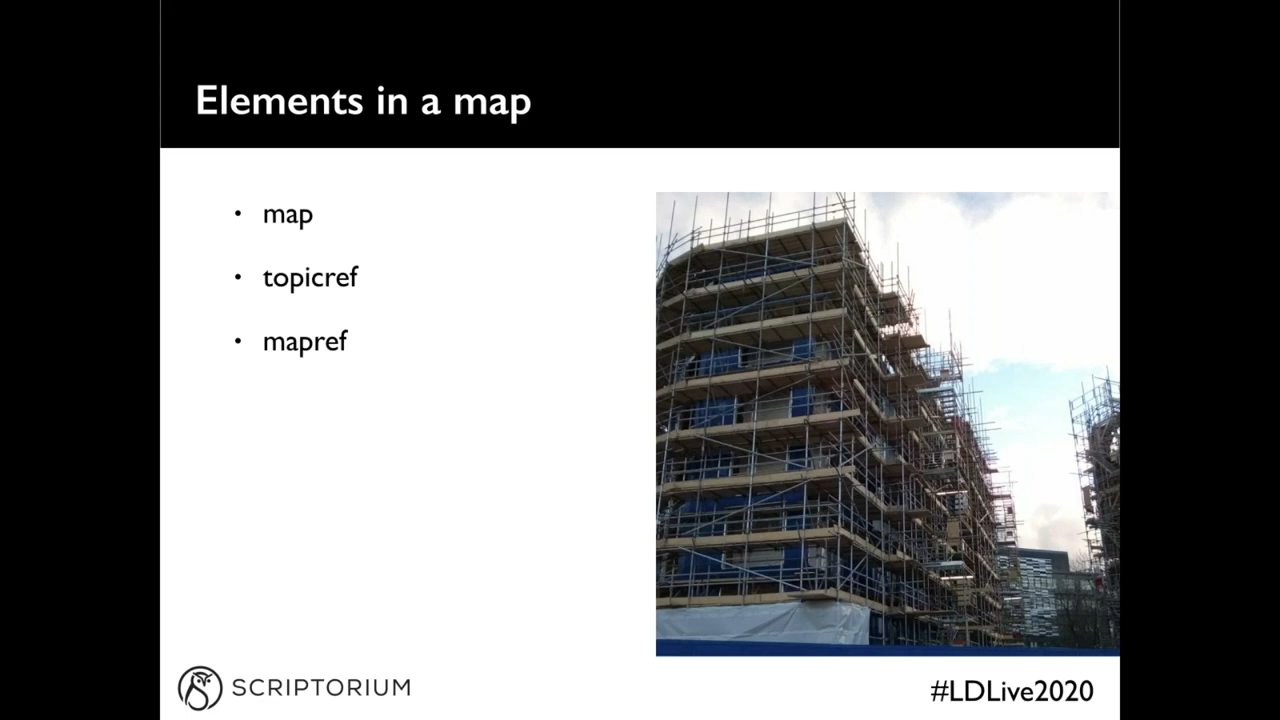 Elements in a map
• map
• topicref
• mapref
SCRIPTORIUM
#LDLive2020